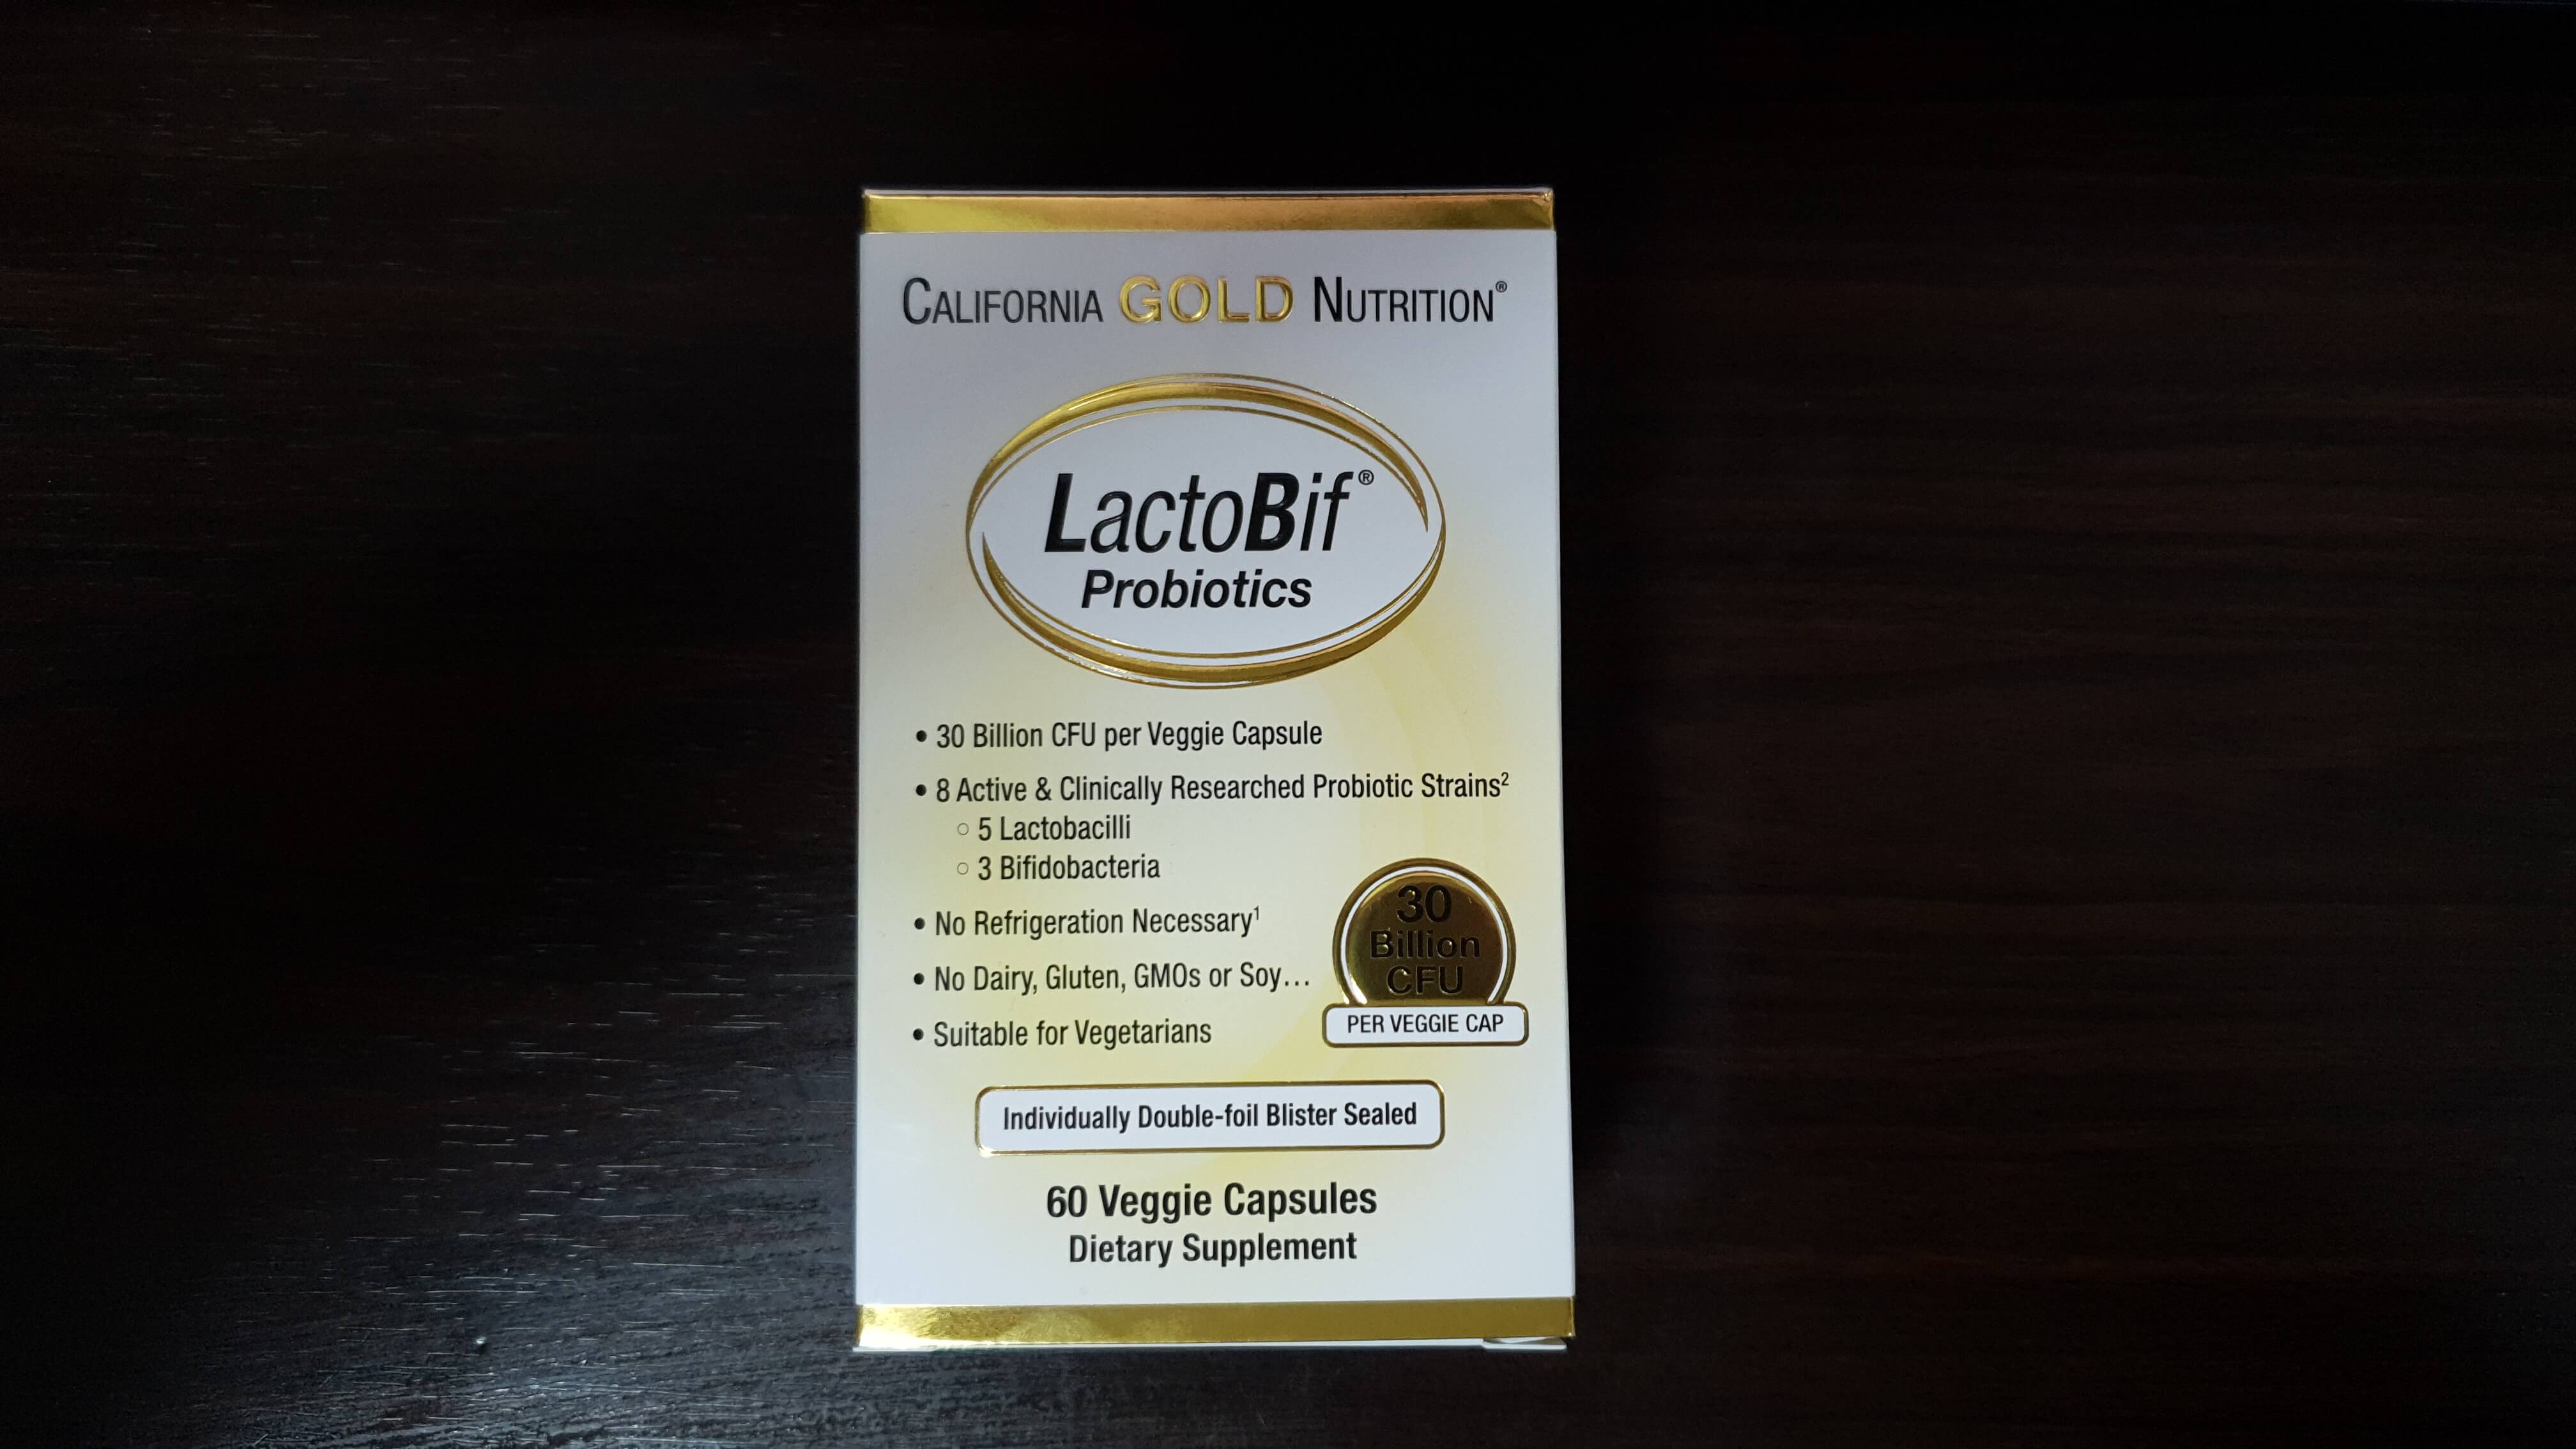 CALIFORNIA GOLD NUTRITION®
LactoBif®
Probiotics
• 30 Billion CFU per Veggie Capsule
• 8 Active & Clinically Researched Probiotic Strains²
○ 5 Lactobacilli
○ 3 Bifidobacteria
• No Refrigeration Necessary¹
• No Dairy, Gluten, GMOs or Soy...
• Suitable for Vegetarians
30
Billion
CFU
PER VEGGIE CAP
Individually Double-foil Blister Sealed
60 Veggie Capsules
Dietary Supplement